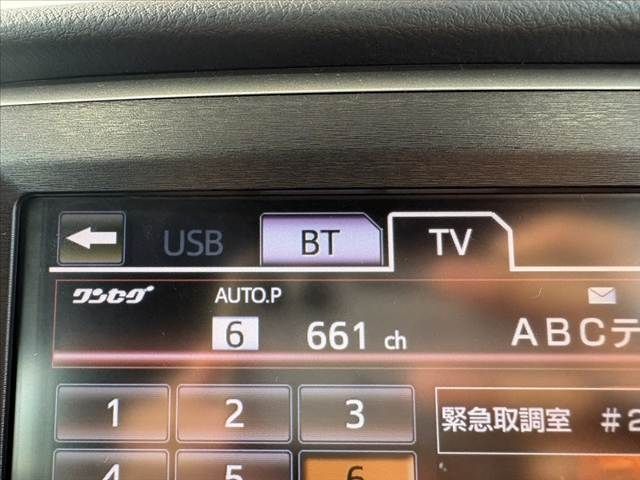 USB BT TV
ワンセグ AUTO.P
6 661 ch ABCテ
1 2 3 緊急取調室 #2
4 5 6